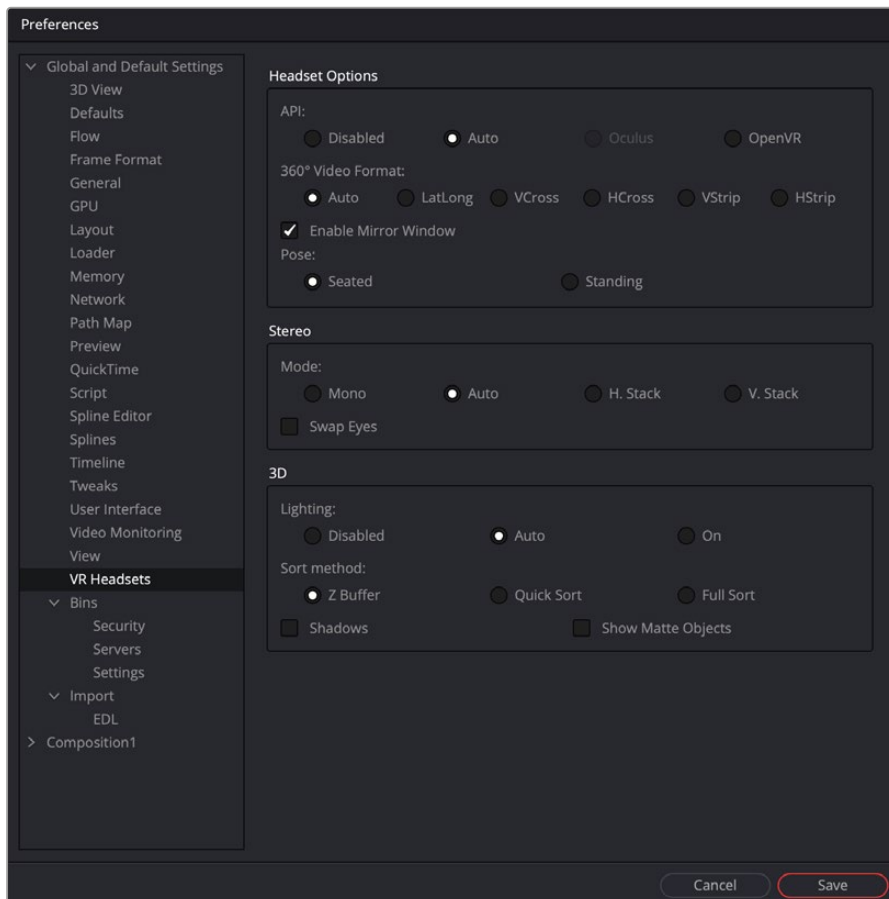 Preferences
Global and Default Settings
3D View
Defaults
Flow
Frame Format
General
GPU
Layout
Loader
Memory
Network
Path Map
Preview
QuickTime
Script
Spline Editor
Splines
Timeline
Tweaks
User Interface
Video Monitoring
View
VR Headsets
Bins
Security
Servers
Settings
Import
EDL
Composition1
Headset Options
API:
Disabled Auto Oculus OpenVR
360° Video Format:
Auto LatLong VCross HCross VStrip HStrip
Enable Mirror Window
Pose:
Seated Standing
Stereo
Mode:
Mono Auto H. Stack V. Stack
Swap Eyes
3D
Lighting:
Disabled Auto On
Sort method:
Z Buffer Quick Sort Full Sort
Shadows Show Matte Objects
Cancel Save